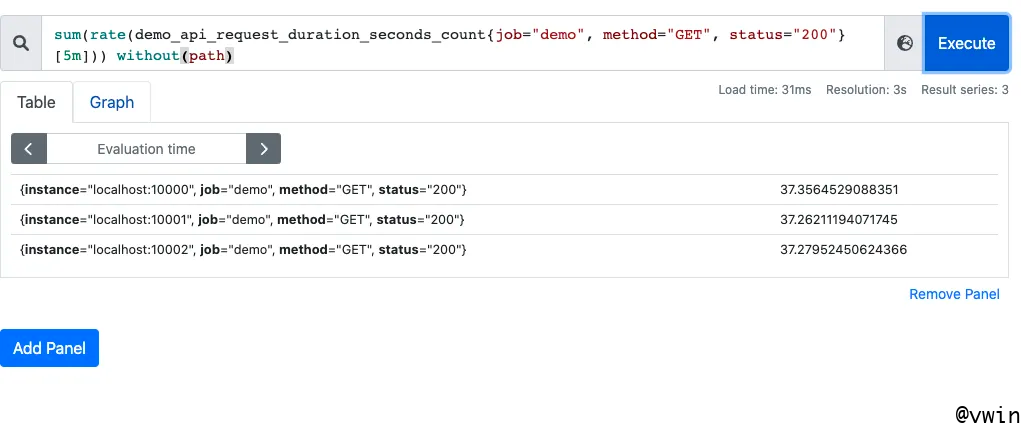 sum(rate(demo_api_request_duration_seconds_count{job="demo", method="GET", status="200"}
[5m])) without(path)
Execute
Load time: 31ms Resolution: 3s Result series: 3
Table Graph
Evaluation time
{instance="localhost:10000", job="demo", method="GET", status="200"} 37.3564529088351
{instance="localhost:10001", job="demo", method="GET", status="200"} 37.26211194071745
{instance="localhost:10002", job="demo", method="GET", status="200"} 37.27952450624366
Remove Panel
Add Panel
@vwin